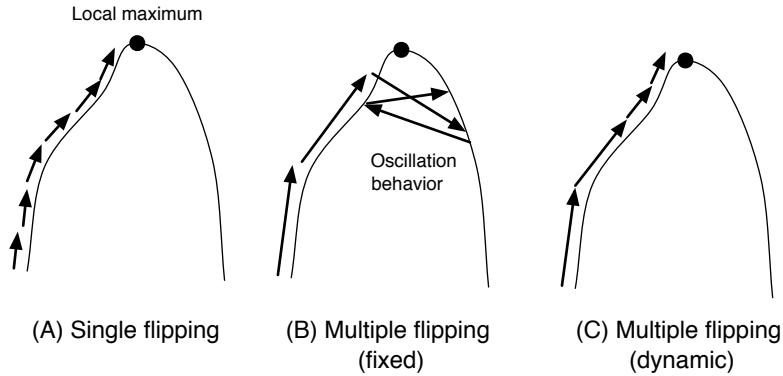 Local maximum
Oscillation
behavior
(A) Single flipping
(B) Multiple flipping
(fixed)
(C) Multiple flipping
(dynamic)